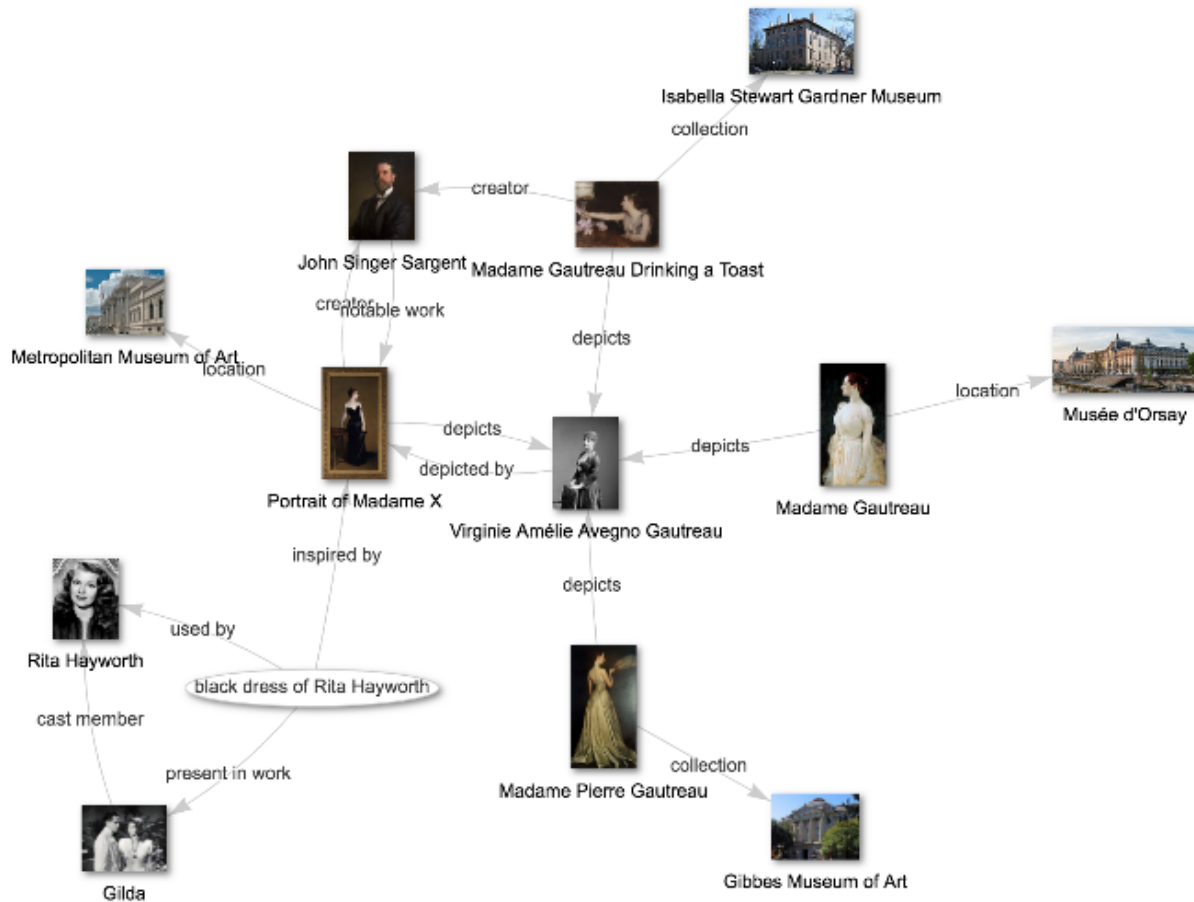 Isabella Stewart Gardner Museum
collection
creator
John Singer Sargent
Madame Gautreau Drinking a Toast
creator
notable work
Metropolitan Museum of Art
location
depicts
Musée d'Orsay
location
depicts
depicts
depicted by
Madame Gautreau
Portrait of Madame X
Virginie Amélie Avegno Gautreau
inspired by
depicts
used by
Rita Hayworth
black dress of Rita Hayworth
cast member
present in work
collection
Madame Pierre Gautreau
Gilda
Gibbes Museum of Art